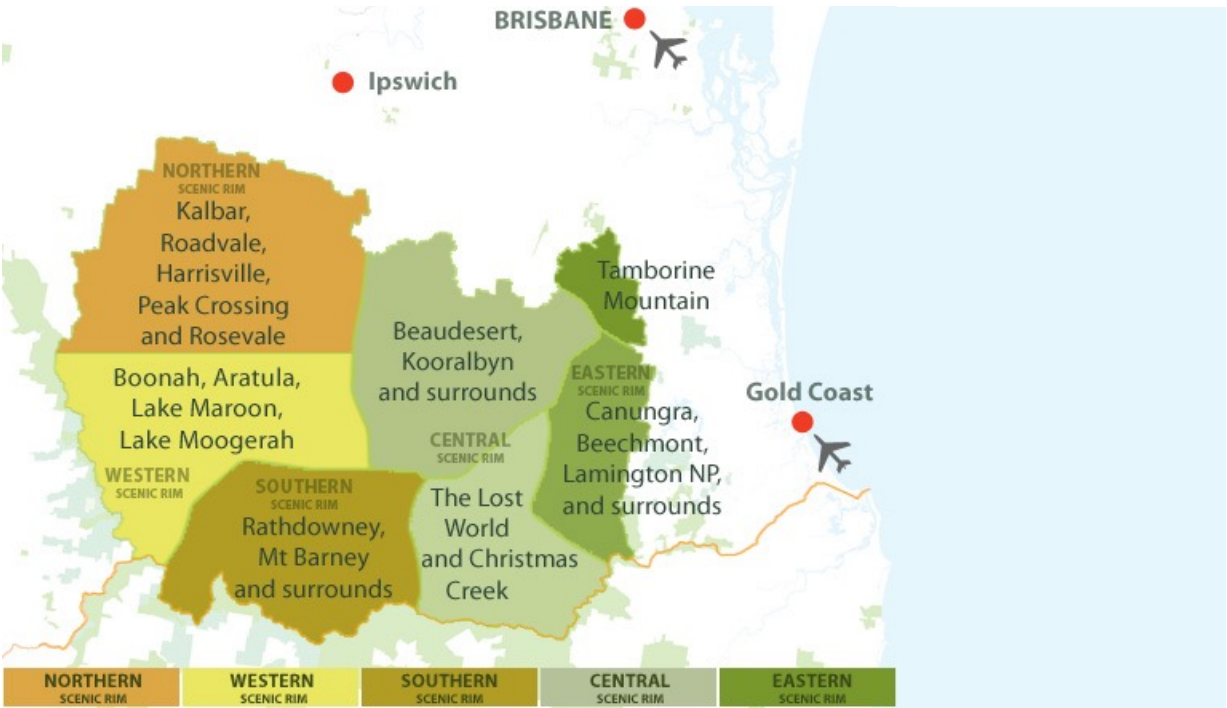 BRISBANE
Ipswich
NORTHERN
SCENIC RIM
Kalbar,
Roadvale,
Harrisville,
Peak Crossing
and Rosevale
Tamborine
Mountain
Beaudesert,
Kooralbyn
and surrounds
CENTRAL
SCENIC RIM
Boonah, Aratula,
Lake Maroon,
Lake Moogerah
WESTERN
SCENIC RIM
EASTERN
SCENIC RIM
Canungra,
Beechmont,
Lamington NP,
and surrounds
Gold Coast
SOUTHERN
SCENIC RIM
Rathdowney,
Mt Barney
and surrounds
The Lost
World
and Christmas
Creek
NORTHERN
SCENIC RIM
WESTERN
SCENIC RIM
SOUTHERN
SCENIC RIM
CENTRAL
SCENIC RIM
EASTERN
SCENIC RIM